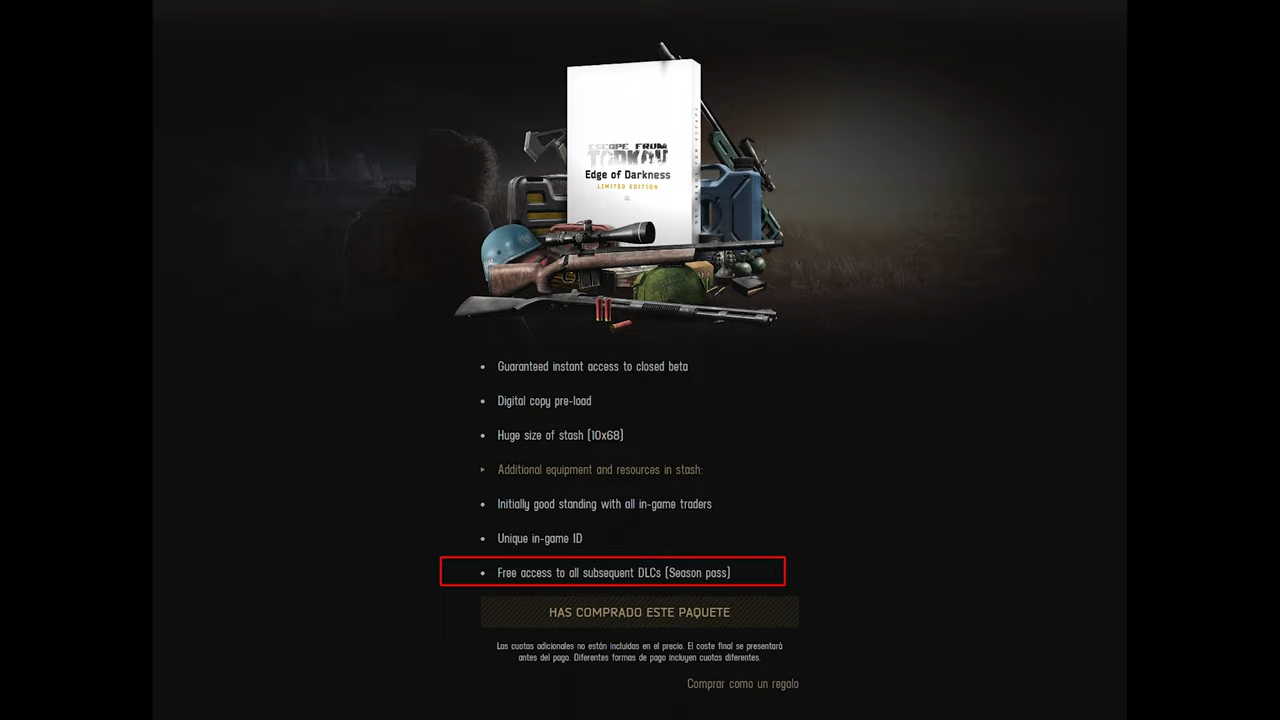 ESCAPE FROM
TARKOV
Edge of Darkness
LIMITED EDITION
Guaranteed instant access to closed beta
Digital copy pre-load
Huge size of stash (10x68)
Additional equipment and resources in stash:
Initially good standing with all in-game traders
Unique in-game ID
Free access to all subsequent DLCs (Season pass)
HAS COMPRADO ESTE PAQUETE
Las cuotas adicionales no están incluidas en el precio. El coste final se presentará
antes del pago. Diferentes formas de pago incluyen cuotas diferentes.
Comprar como un regalo